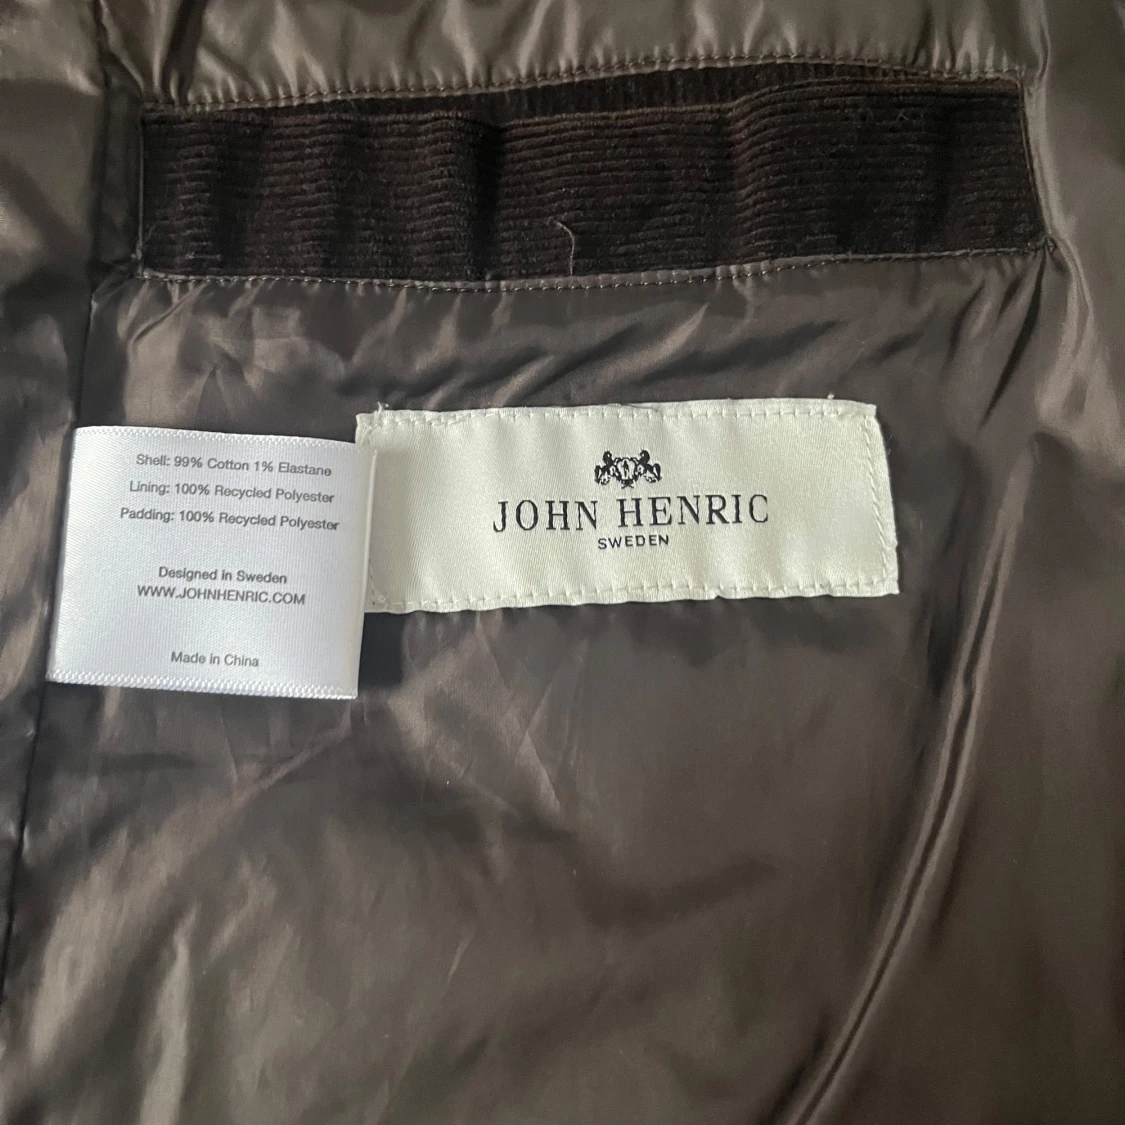 Shell: 99% Cotton 1% Elastane
Lining: 100% Recycled Polyester
Padding: 100% Recycled Polyester
Designed in Sweden
WWW.JOHNHENRIC.COM
Made in China
JOHN HENRIC
SWEDEN